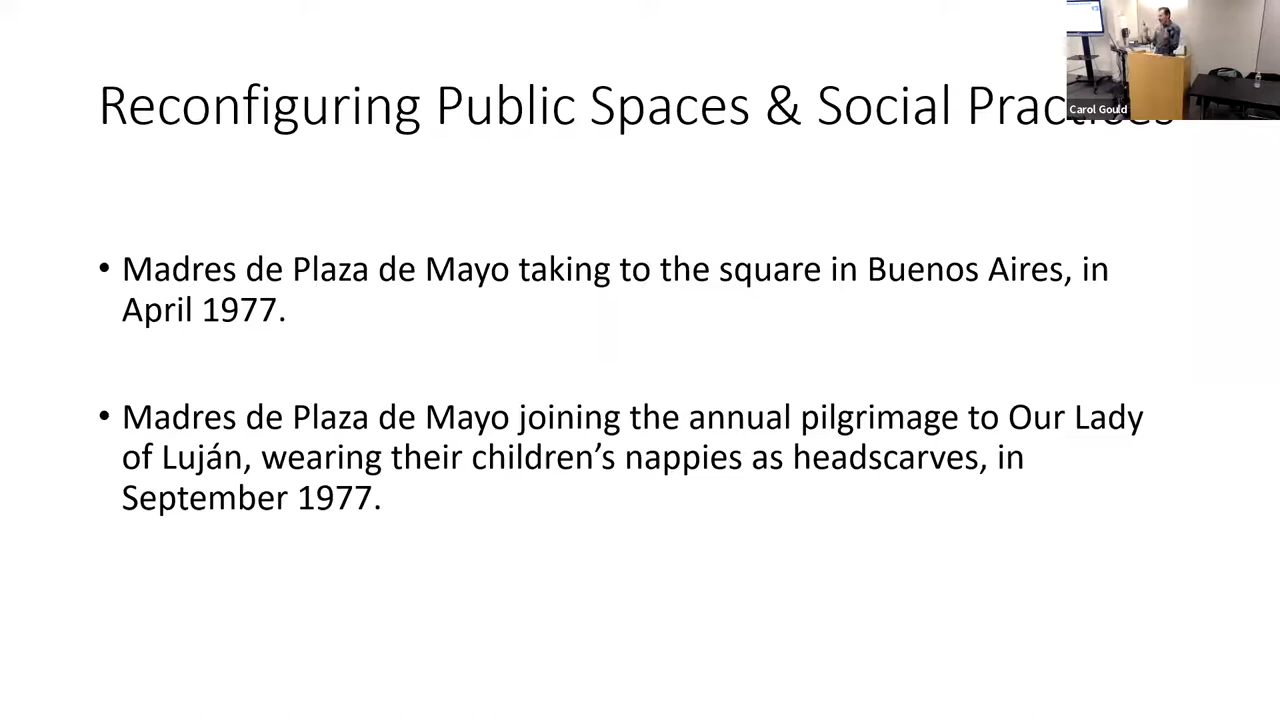 Reconfiguring Public Spaces & Social Practices
Carol Gould
• Madres de Plaza de Mayo taking to the square in Buenos Aires, in
April 1977.
• Madres de Plaza de Mayo joining the annual pilgrimage to Our Lady
of Luján, wearing their children’s nappies as headscarves, in
September 1977.